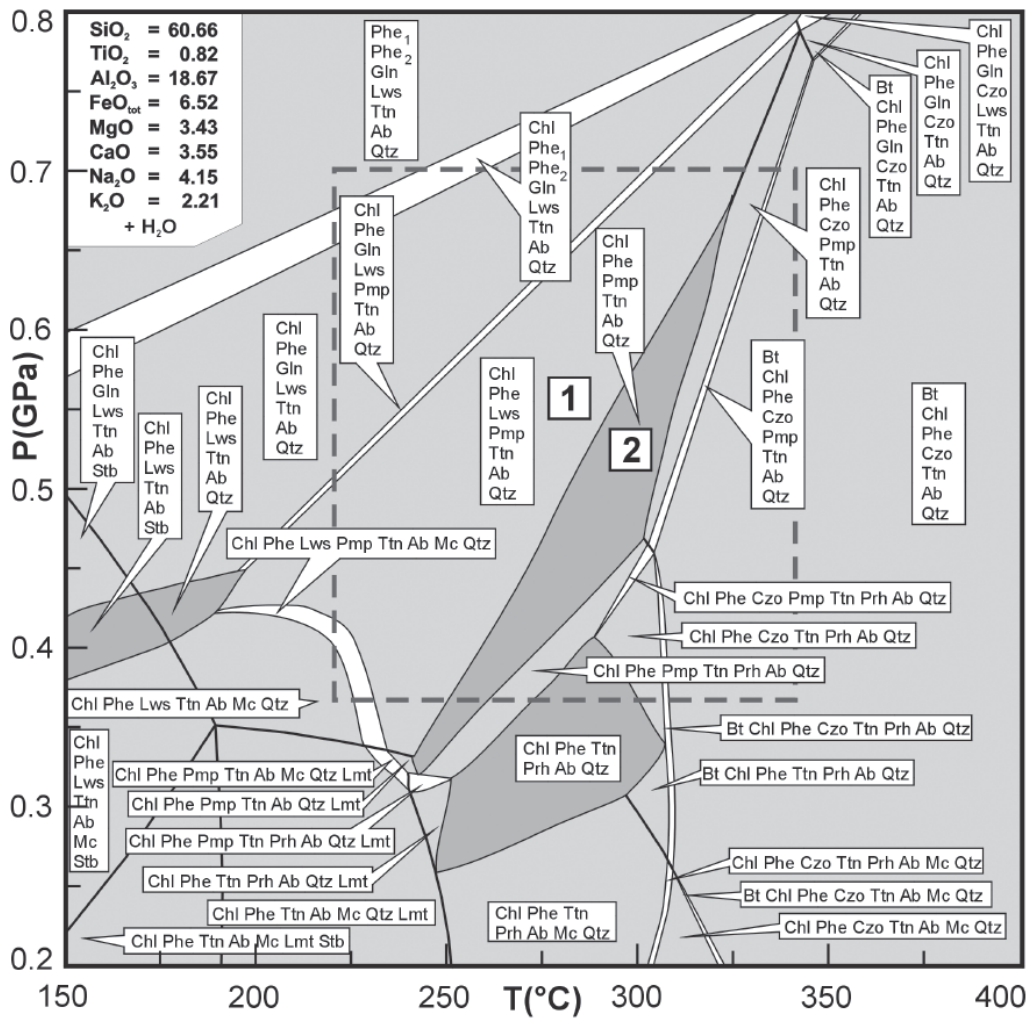 SiO2 = 60.66
TiO2 = 0.82
Al2O3 = 18.67
FeOtot = 6.52
MgO = 3.43
CaO = 3.55
Na2O = 4.15
K2O = 2.21
+ H2O
Phe1
Phe2
Gln
Lws
Ttn
Ab
Qtz
Chl
Phe1
Phe2
Gln
Lws
Ttn
Ab
Qtz
Chl
Phe
Gln
Czo
Lws
Ttn
Ab
Qtz
Chl
Phe
Gln
Czo
Ttn
Ab
Qtz
Bt
Chl
Phe
Gln
Czo
Ttn
Ab
Qtz
Chl
Phe
Czo
Pmp
Ttn
Ab
Qtz
Chl
Phe
Gln
Lws
Pmp
Ttn
Ab
Qtz
Chl
Phe
Pmp
Ttn
Ab
Qtz
Chl
Phe
Gln
Lws
Ttn
Ab
Qtz
Chl
Phe
Gln
Lws
Ttn
Ab
Stb
Chl
Phe
Lws
Ttn
Ab
Stb
Chl
Phe
Lws
Ttn
Ab
Qtz
Chl
Phe
Lws
Pmp
Ttn
Ab
Qtz
1
2
Bt
Chl
Phe
Czo
Pmp
Ttn
Ab
Qtz
Bt
Chl
Phe
Czo
Ttn
Ab
Qtz
Chl Phe Lws Pmp Ttn Ab Mc Qtz
Chl Phe Czo Pmp Ttn Prh Ab Qtz
Chl Phe Czo Ttn Prh Ab Qtz
Chl Phe Pmp Ttn Prh Ab Qtz
Chl Phe Lws Ttn Ab Mc Qtz
Bt Chl Phe Czo Ttn Prh Ab Qtz
Chl
Phe
Lws
Ttn
Ab
Mc
Stb
Chl Phe Pmp Ttn Ab Mc Qtz Lmt
Chl Phe Ttn
Prh Ab Qtz
Bt Chl Phe Ttn Prh Ab Qtz
Chl Phe Pmp Ttn Ab Qtz Lmt
Chl Phe Pmp Ttn Prh Ab Qtz Lmt
Chl Phe Ttn Prh Ab Qtz Lmt
Chl Phe Czo Ttn Prh Ab Mc Qtz
Bt Chl Phe Czo Ttn Ab Mc Qtz
Chl Phe Ttn Ab Mc Qtz Lmt
Chl Phe Ttn
Prh Ab Mc Qtz
Chl Phe Czo Ttn Ab Mc Qtz
Chl Phe Ttn Ab Mc Lmt Stb
0.8
0.7
0.6
0.5
0.4
0.3
0.2
P(GPa)
150 200 250 T(°C) 300 350 400